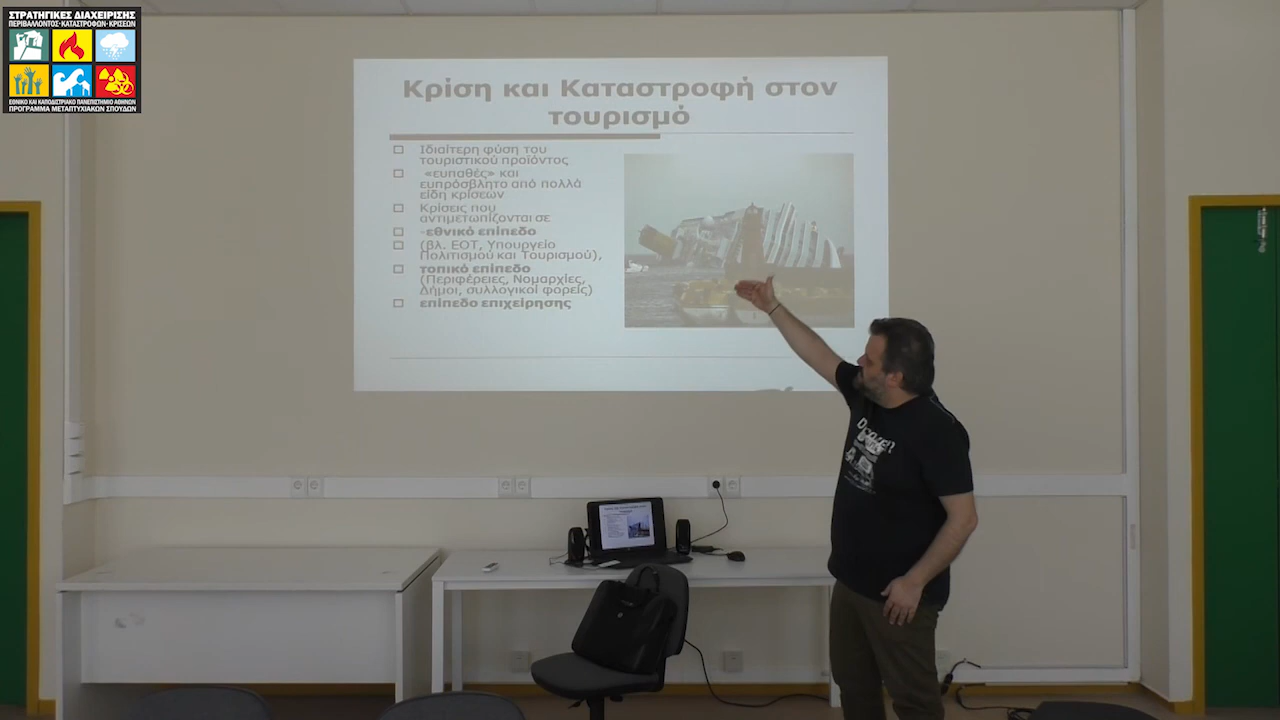 ΣΤΡΑΤΗΓΙΚΕΣ ΔΙΑΧΕΙΡΙΣΗΣ
ΠΕΡΙΒΑΛΛΟΝΤΟΣ·ΚΑΤΑΣΤΡΟΦΩΝ·ΚΡΙΣΕΩΝ
ΕΘΝΙΚΟ ΚΑΙ ΚΑΠΟΔΙΣΤΡΙΑΚΟ ΠΑΝΕΠΙΣΤΗΜΙΟ ΑΘΗΝΩΝ
ΠΡΟΓΡΑΜΜΑ ΜΕΤΑΠΤΥΧΙΑΚΩΝ ΣΠΟΥΔΩΝ
Κρίση και Καταστροφή στον
τουρισμό
Ιδιαίτερη φύση του
τουριστικού προϊόντος
«ευπαθές» και
ευπρόσβλητο από πολλά
είδη κρίσεων
Κρίσεις που
αντιμετωπίζονται σε
-εθνικό επίπεδο
(βλ. ΕΟΤ, Υπουργείο
Πολιτισμού και Τουρισμού),
τοπικό επίπεδο
(Περιφέρειες, Νομαρχίες,
Δήμοι, συλλογικοί φορείς)
επίπεδο επιχείρησης